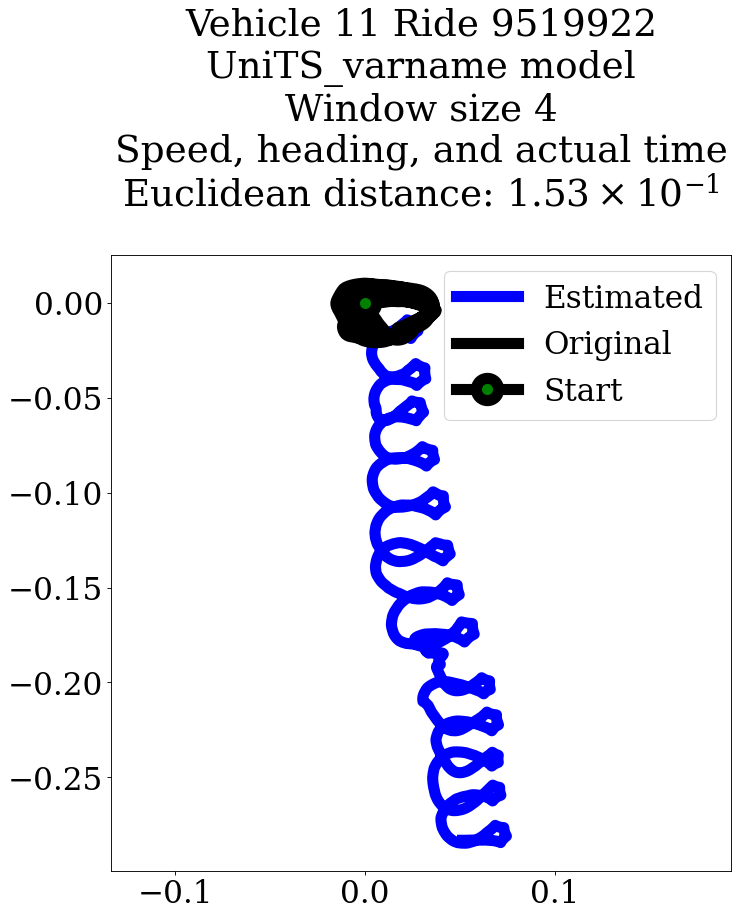 Vehicle 11 Ride 9519922
UniTS_varname model
Window size 4
Speed, heading, and actual time
Euclidean distance: 1.53 × 10⁻¹
Estimated
Original
Start
0.00
−0.05
−0.10
−0.15
−0.20
−0.25
−0.1
0.0
0.1